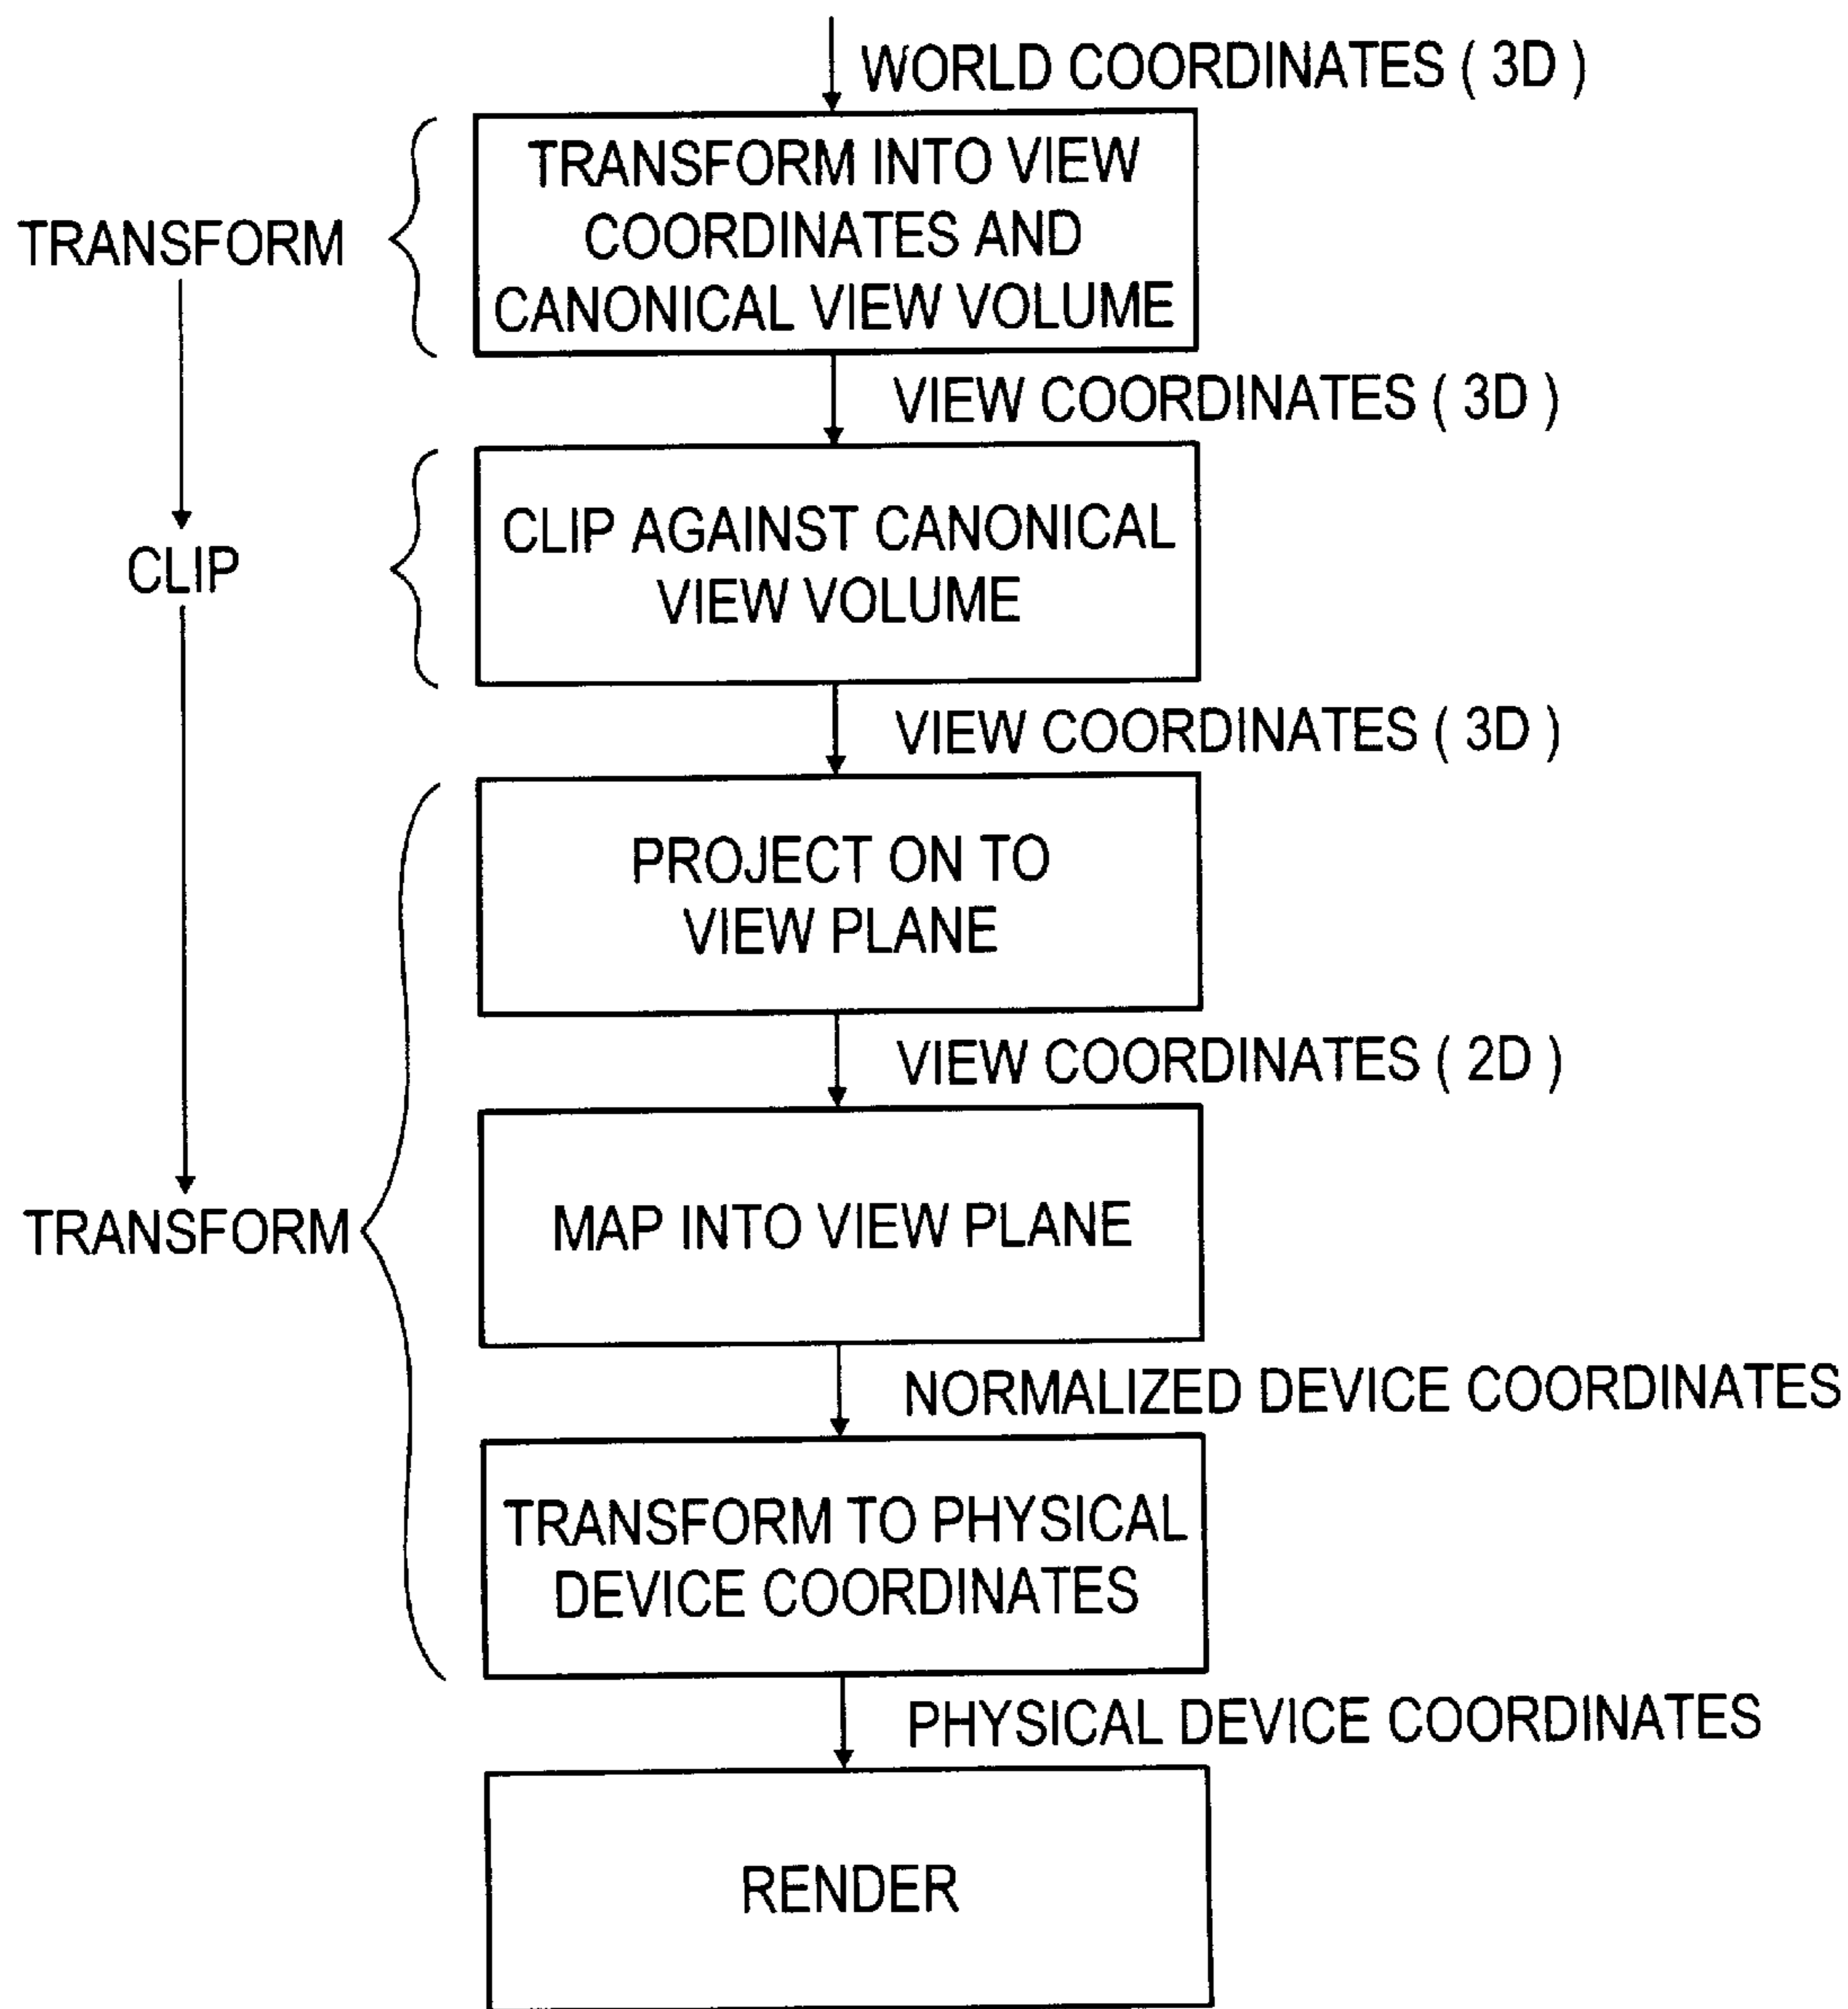 WORLD COORDINATES ( 3D )
TRANSFORM INTO VIEW
COORDINATES AND
CANONICAL VIEW VOLUME
TRANSFORM
VIEW COORDINATES ( 3D )
CLIP AGAINST CANONICAL
VIEW VOLUME
CLIP
VIEW COORDINATES ( 3D )
PROJECT ON TO
VIEW PLANE
VIEW COORDINATES ( 2D )
TRANSFORM
MAP INTO VIEW PLANE
NORMALIZED DEVICE COORDINATES
TRANSFORM TO PHYSICAL
DEVICE COORDINATES
PHYSICAL DEVICE COORDINATES
RENDER